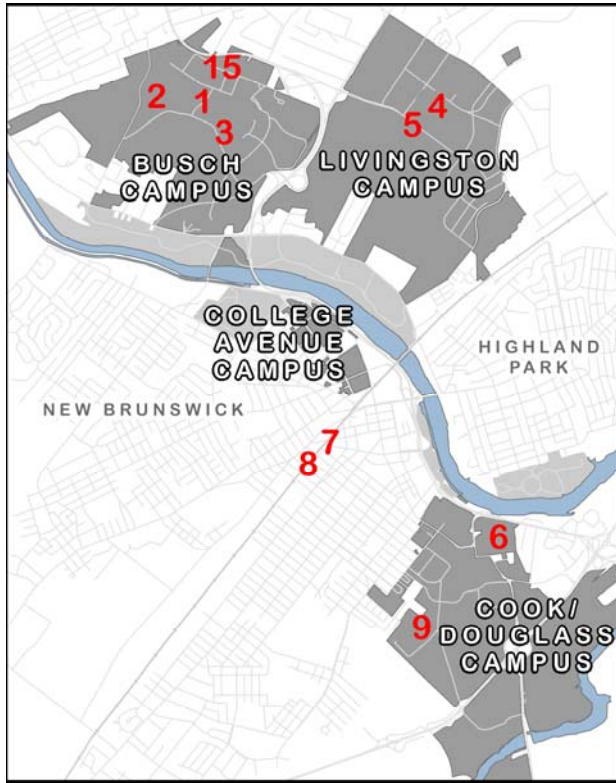 15
4
2
1
5
3
BUSCH
CAMPUS
LIVINGSTON
CAMPUS
COLLEGE
AVENUE
CAMPUS
HIGHLAND
PARK
NEW BRUNSWICK
7
8
6
9
COOK/
DOUGLASS
CAMPUS